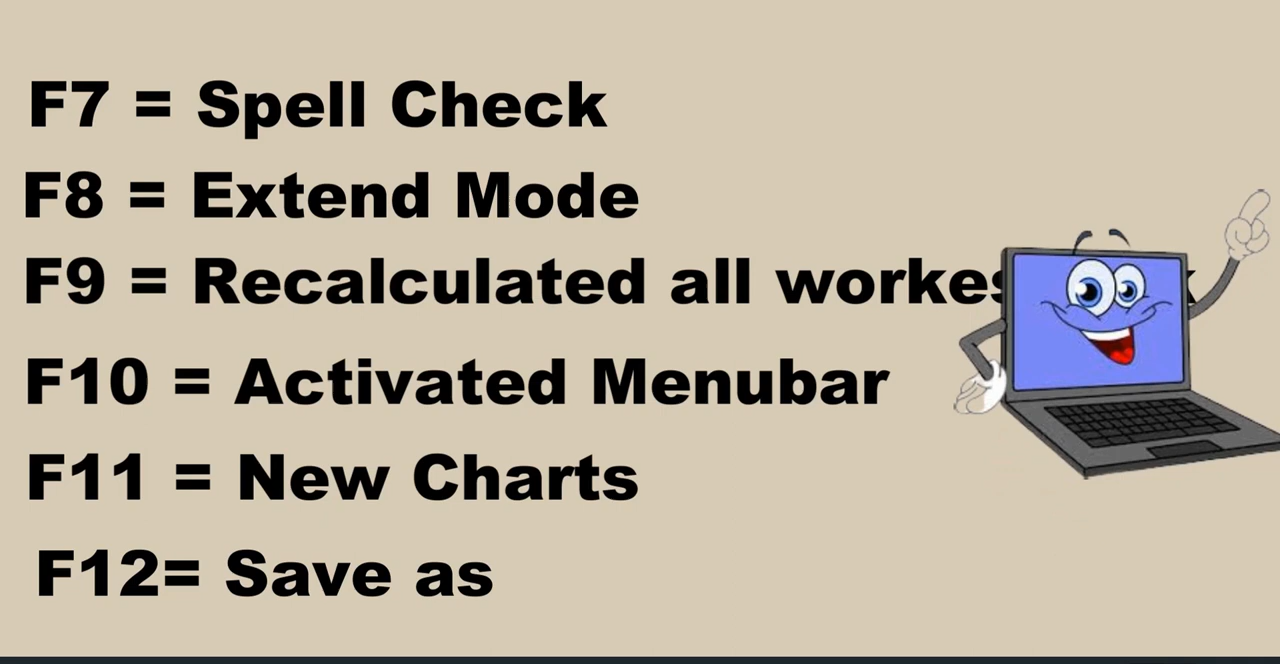 F7 = Spell Check
F8 = Extend Mode
F9 = Recalculated all
F10 = Activated Menubar
F11 = New Charts
F12= Save as